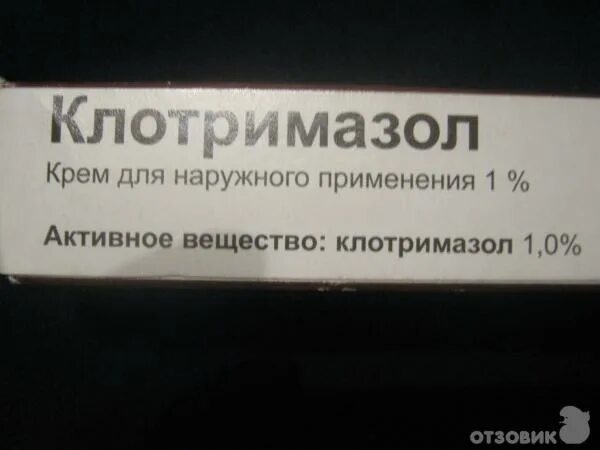 Клотримазол
Крем для наружного применения 1 %
Активное вещество: клотримазол 1,0%
ОТЗОВИК